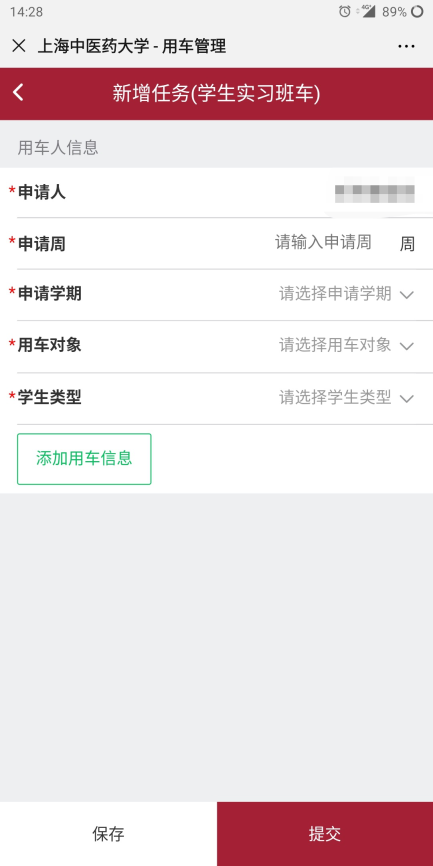 14:28 4G+ 89%
上海中医药大学 - 用车管理
新增任务(学生实习班车)
用车人信息
*申请人
*申请周 请输入申请周 周
*申请学期 请选择申请学期
*用车对象 请选择用车对象
*学生类型 请选择学生类型
添加用车信息
保存 提交